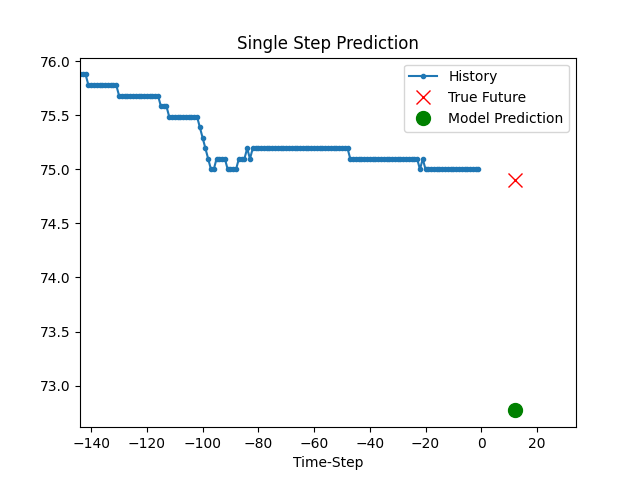 Single Step Prediction
76.0
75.5
75.0
74.5
74.0
73.5
73.0
History
True Future
Model Prediction
−140 −120 −100 −80 −60 −40 −20 0 20
Time-Step